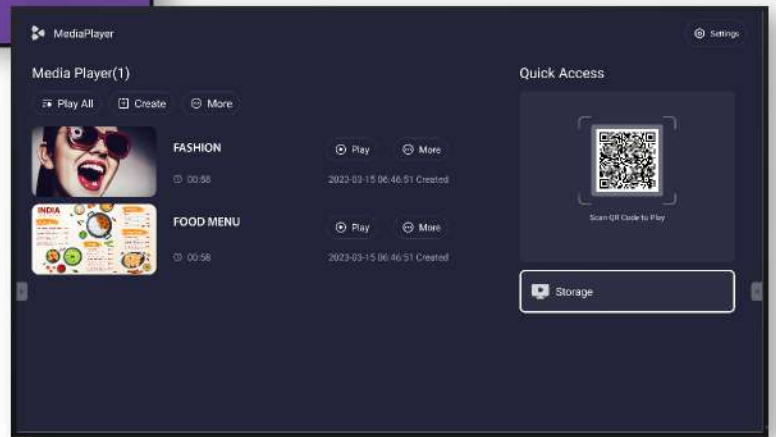 MediaPlayer
Settings
Media Player(1)
Quick Access
Play All
Create
More
FASHION
Play
More
00:58
2023-03-15 06:46:51 Created
Scan QR Code to Play
INDIA
FOOD MENU
Play
More
00:58
2023-03-15 06:46:51 Created
Storage